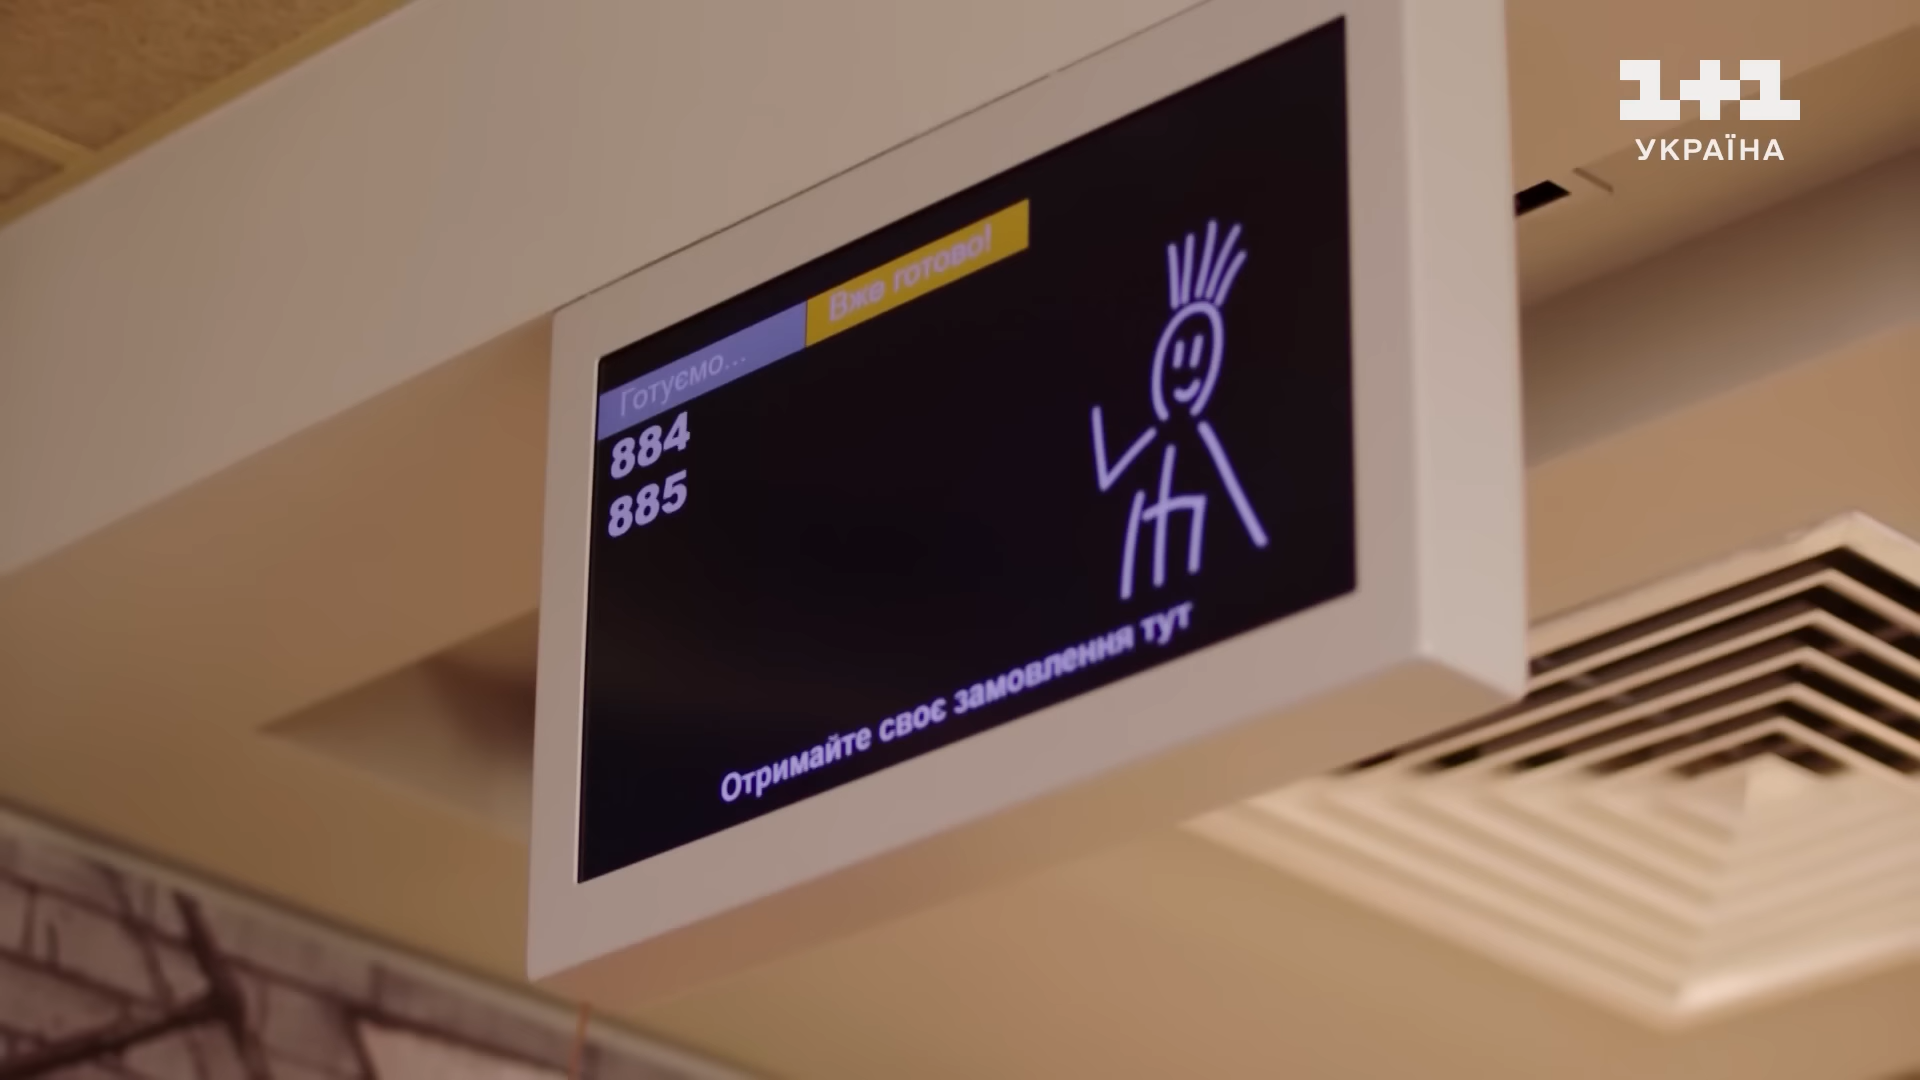 1+1
УКРАЇНА
Готуємо... Вже готово!
884
885
Отримайте своє замовлення тут